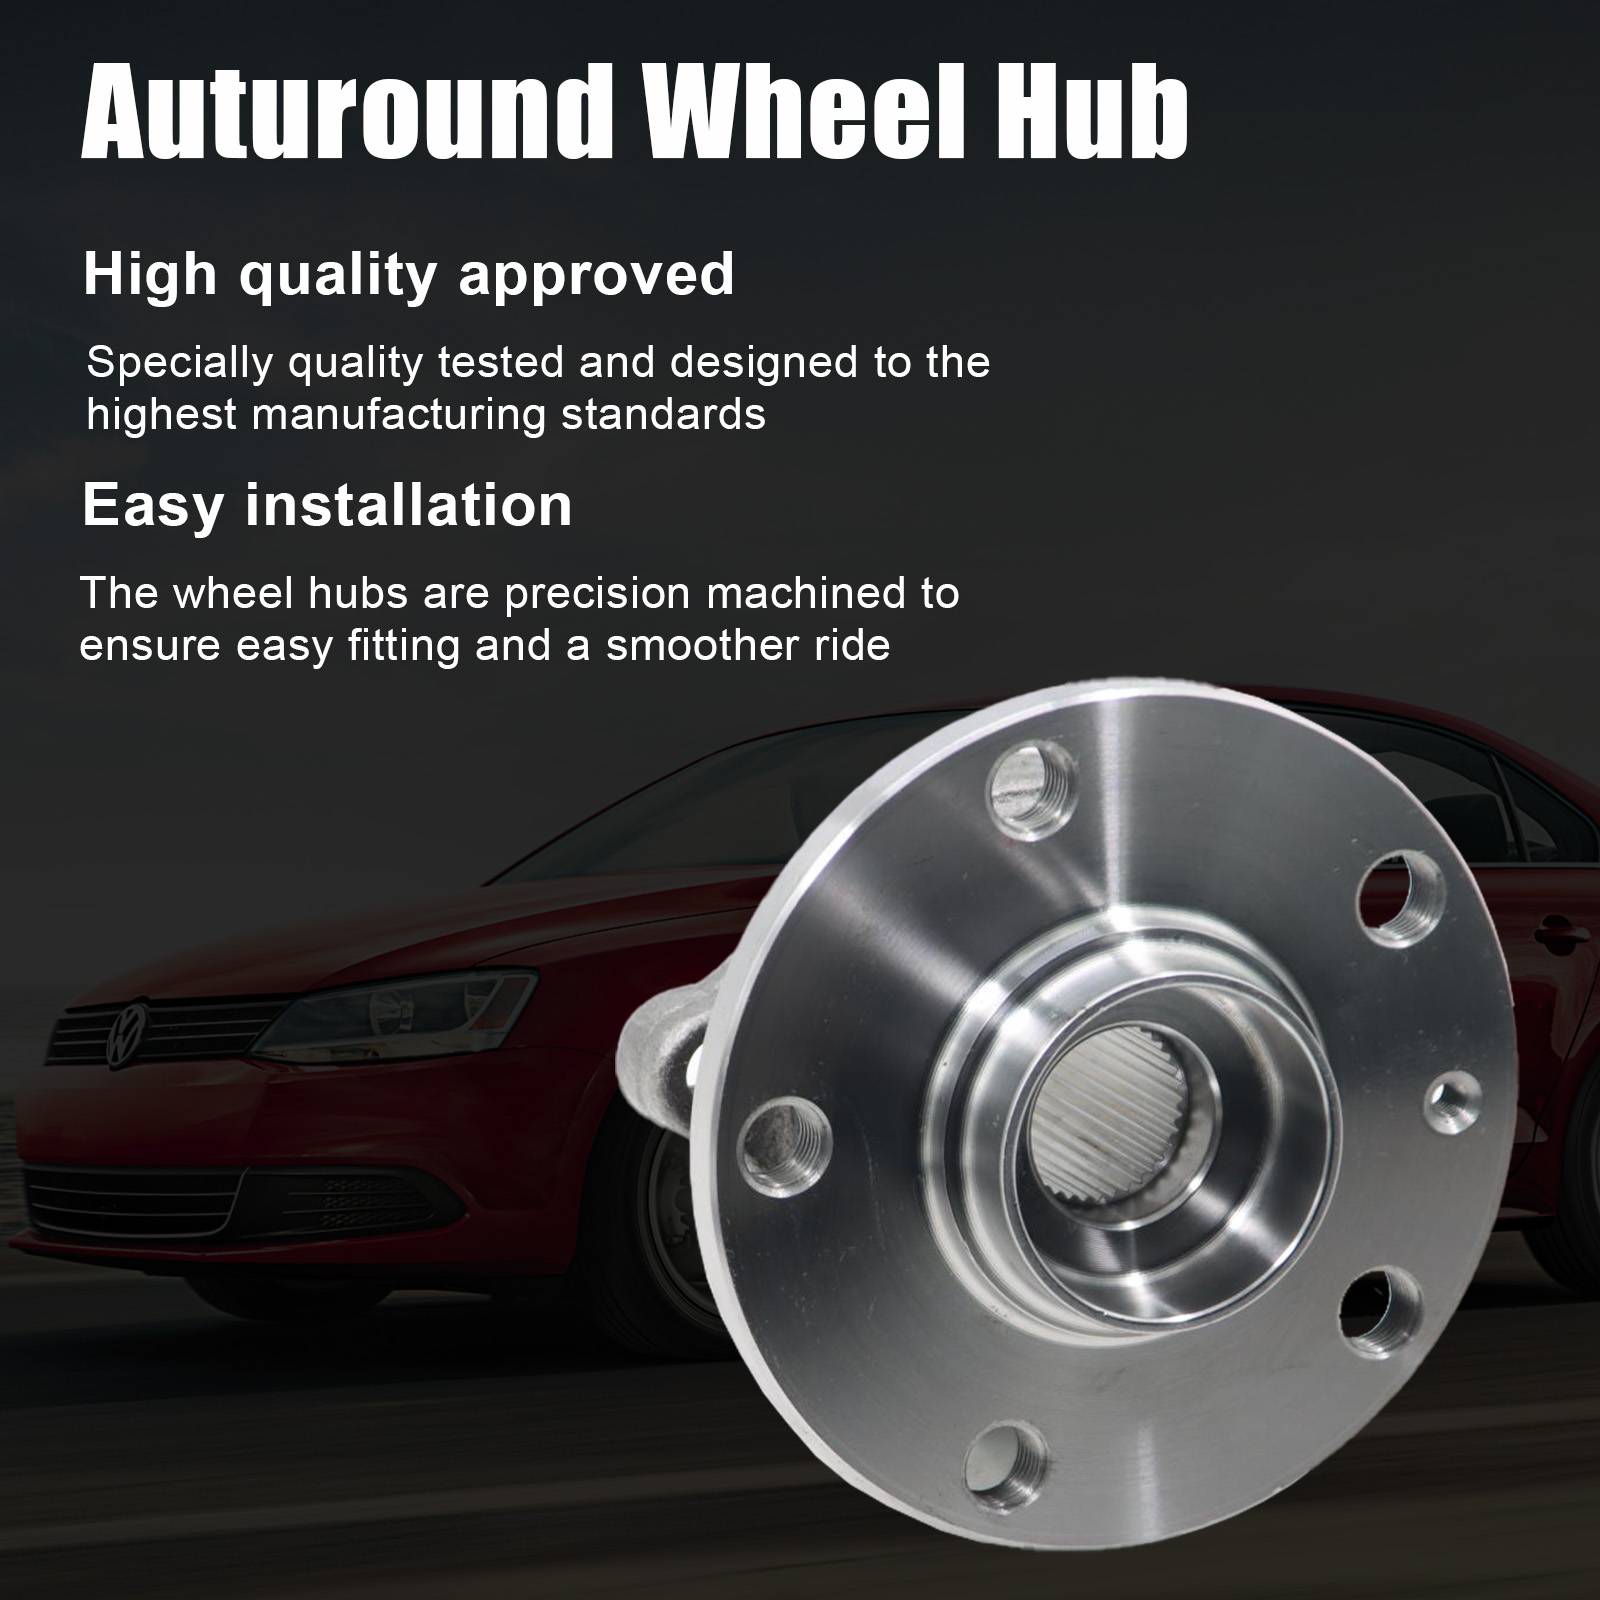 Auturound Wheel Hub
High quality approved
Specially quality tested and designed to the
highest manufacturing standards
Easy installation
The wheel hubs are precision machined to
ensure easy fitting and a smoother ride